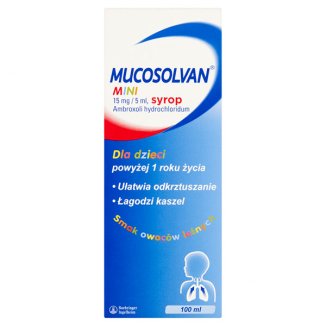 MUCOSOLVAN®
MINI
15 mg / 5 ml, syrop
Ambroxoli hydrochloridum
Dla dzieci
powyżej 1 roku życia
• Ułatwia odkrztuszanie
• Łagodzi kaszel
Smak owoców leśnych
Boehringer
Ingelheim
100 ml